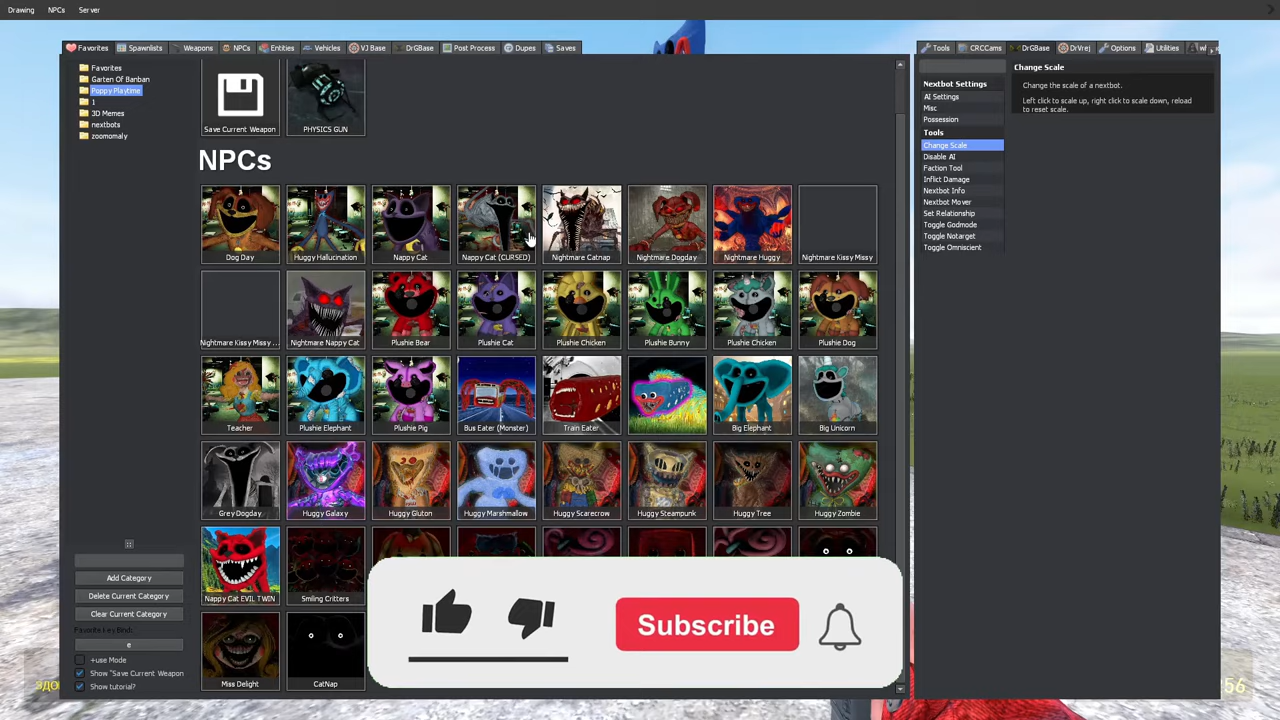 Drawing NPCs Server
Favorites Spawnlists Weapons NPCs Entities Vehicles VJ Base DrGBase Post Process Dupes Saves
Tools CRCCams DrGBase DrVrej Options Utilities
Favorites
Garten Of Banban
Poppy Playtime
1
3D Memes
nextbots
zoomomaly
Save Current Weapon PHYSICS GUN
NPCs
Dog Day Huggy Hallucination Nappy Cat Nappy Cat (CURSED) Nightmare Catnap Nightmare Dogday Nightmare Huggy Nightmare Kissy Missy
Nightmare Kissy Missy ... Nightmare Nappy Cat Plushie Bear Plushie Cat Plushie Chicken Plushie Bunny Plushie Chicken Plushie Dog
Teacher Plushie Elephant Plushie Pig Bus Eater (Monster) Train Eater Big Elephant Big Unicorn
Grey Dogday Huggy Galaxy Huggy Gluton Huggy Marshmallow Huggy Scarecrow Huggy Steampunk Huggy Tree Huggy Zombie
Nappy Cat EVIL TWIN Smiling Critters
Miss Delight CatNap
Subscribe
Add Category
Delete Current Category
Clear Current Category
Favorite Key Bind:
e
+use Mode
Show "Save Current Weapon
Show tutorial?
Nextbot Settings
AI Settings
Misc
Possession
Tools
Change Scale
Disable AI
Faction Tool
Inflict Damage
Nextbot Info
Nextbot Mover
Set Relationship
Toggle Godmode
Toggle Notarget
Toggle Omniscient
Change Scale
Change the scale of a nextbot.
Left click to scale up, right click to scale down, reload
to reset scale.